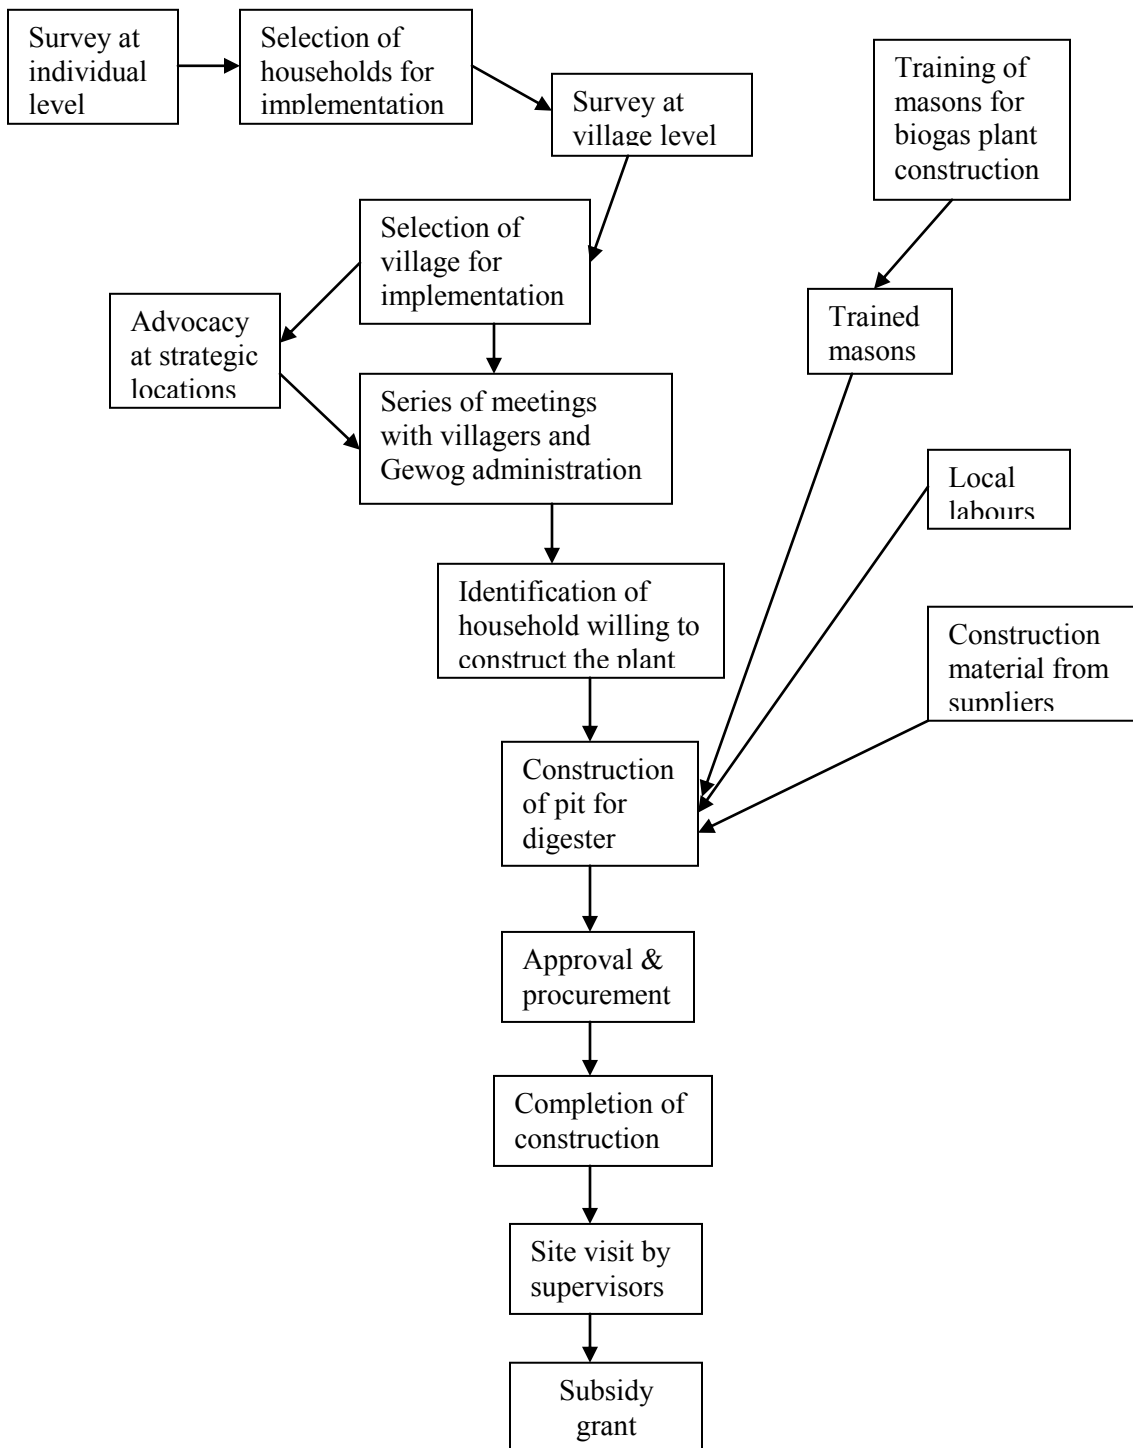 Survey at
individual
level
Selection of
households for
implementation
Survey at
village level
Training of
masons for
biogas plant
construction
Selection of
village for
implementation
Advocacy
at strategic
locations
Trained
masons
Series of meetings
with villagers and
Gewog administration
Local
labours
Identification of
household willing to
construct the plant
Construction
material from
suppliers
Construction
of pit for
digester
Approval &
procurement
Completion of
construction
Site visit by
supervisors
Subsidy
grant